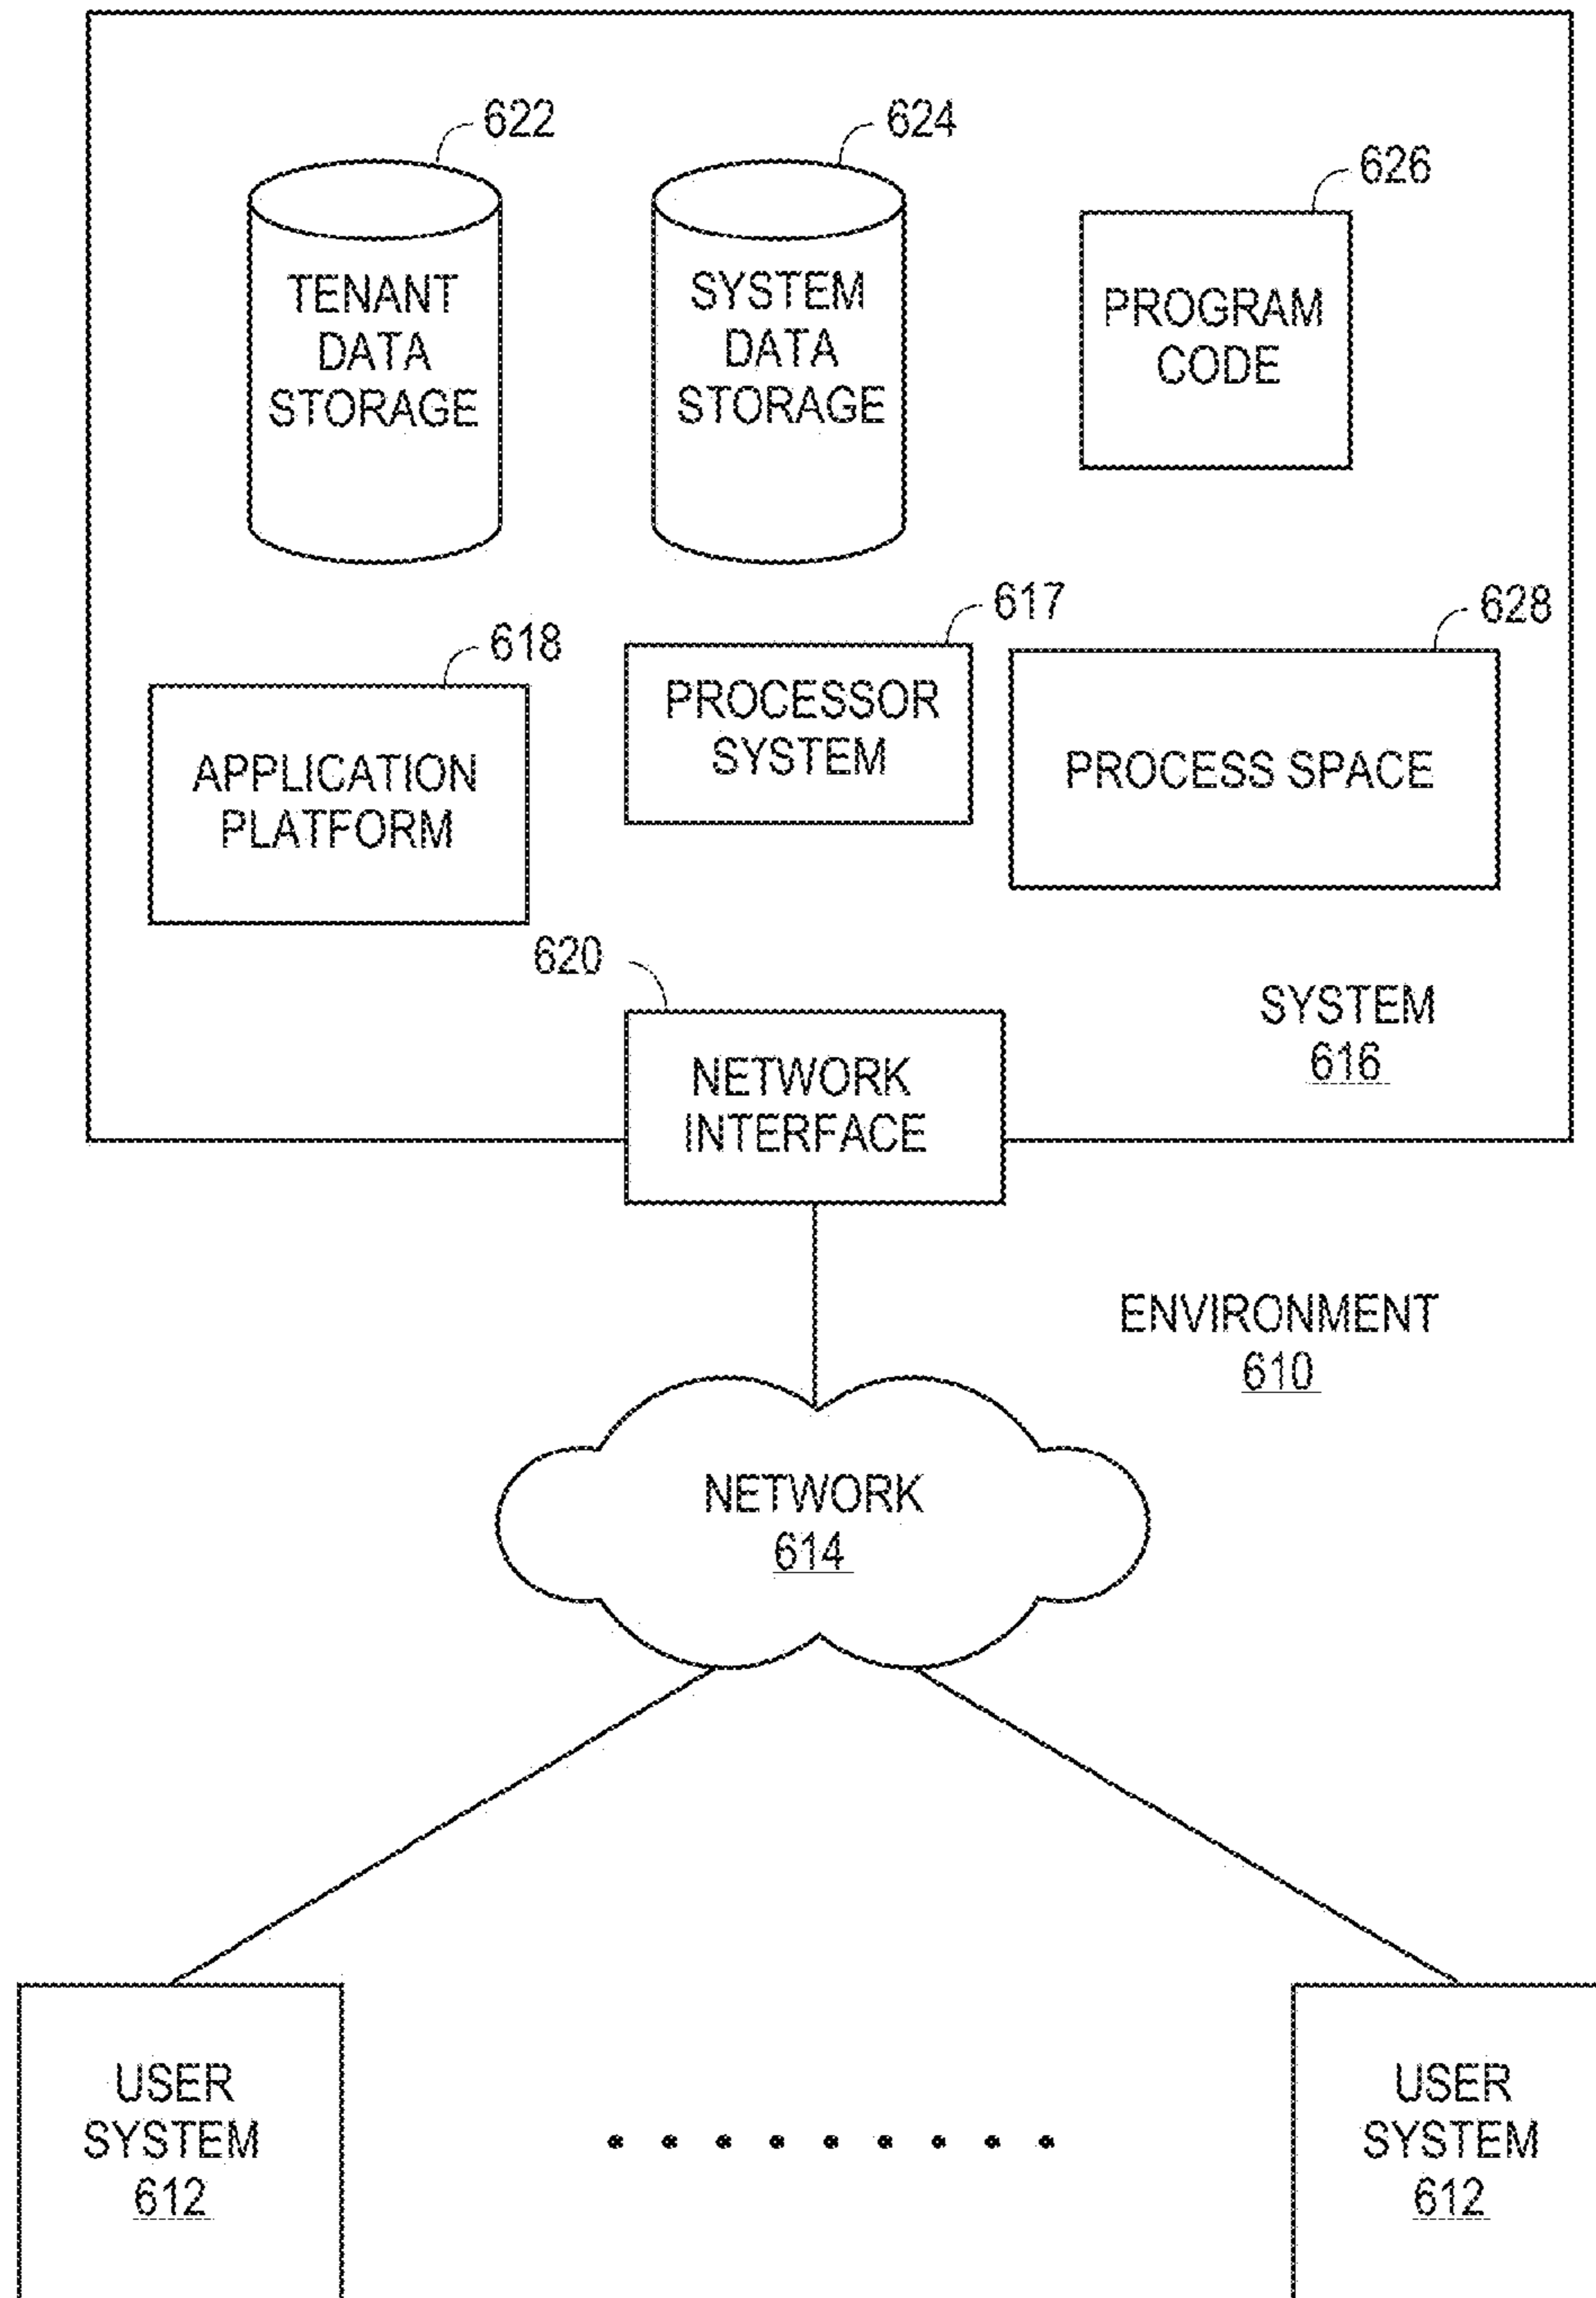 622
624
626
TENANT
DATA
STORAGE
SYSTEM
DATA
STORAGE
PROGRAM
CODE
618
617
628
APPLICATION
PLATFORM
PROCESSOR
SYSTEM
PROCESS SPACE
620
NETWORK
INTERFACE
SYSTEM
616
ENVIRONMENT
610
NETWORK
614
USER
SYSTEM
612
USER
SYSTEM
612